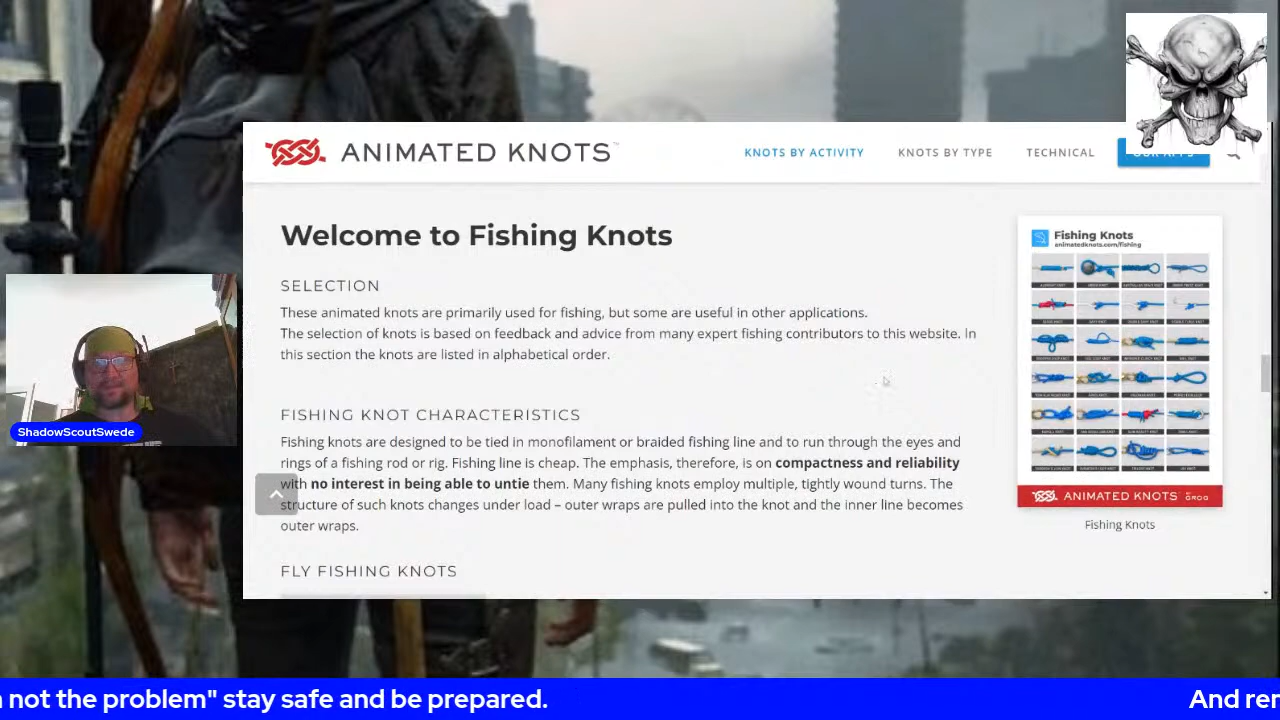 ANIMATED KNOTS
KNOTS BY ACTIVITY
KNOTS BY TYPE
TECHNICAL
Welcome to Fishing Knots
SELECTION
These animated knots are primarily used for fishing, but some are useful in other applications.
The selection of knots is based on feedback and advice from many expert fishing contributors to this website. In
this section the knots are listed in alphabetical order.
FISHING KNOT CHARACTERISTICS
Fishing knots are designed to be tied in monofilament or braided fishing line and to run through the eyes and
rings of a fishing rod or rig. Fishing line is cheap. The emphasis, therefore, is on compactness and reliability
with no interest in being able to untie them. Many fishing knots employ multiple, tightly wound turns. The
structure of such knots changes under load – outer wraps are pulled into the knot and the inner line becomes
outer wraps.
FLY FISHING KNOTS
Fishing Knots
animatedknots.com/fishing
ANIMATED KNOTS
Fishing Knots
ShadowScoutSwede
not the problem" stay safe and be prepared.
And